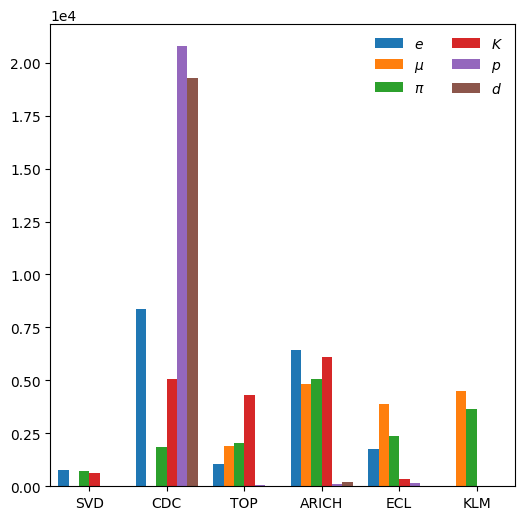 1e4
e K
μ p
π d
2.00
1.75
1.50
1.25
1.00
0.75
0.50
0.25
0.00
SVD CDC TOP ARICH ECL KLM